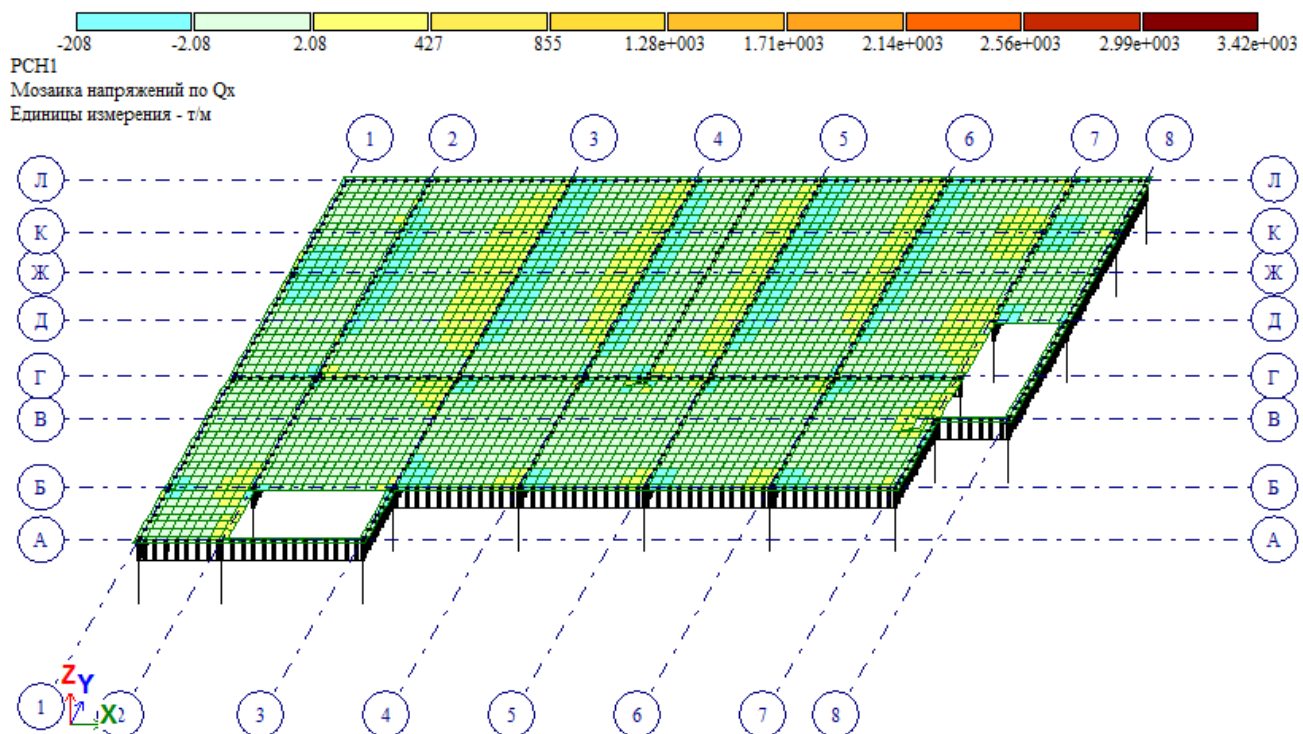 -208 -2.08 2.08 427 855 1.28e+003 1.71e+003 2.14e+003 2.56e+003 2.99e+003 3.42e+003
РСН1
Мозаика напряжений по Qx
Единицы измерения - т/м
1 2 3 4 5 6 7 8
Л Л
К К
Ж Ж
Д Д
Г Г
В В
Б Б
А А
Z Y
X
1 2 3 4 5 6 7 8